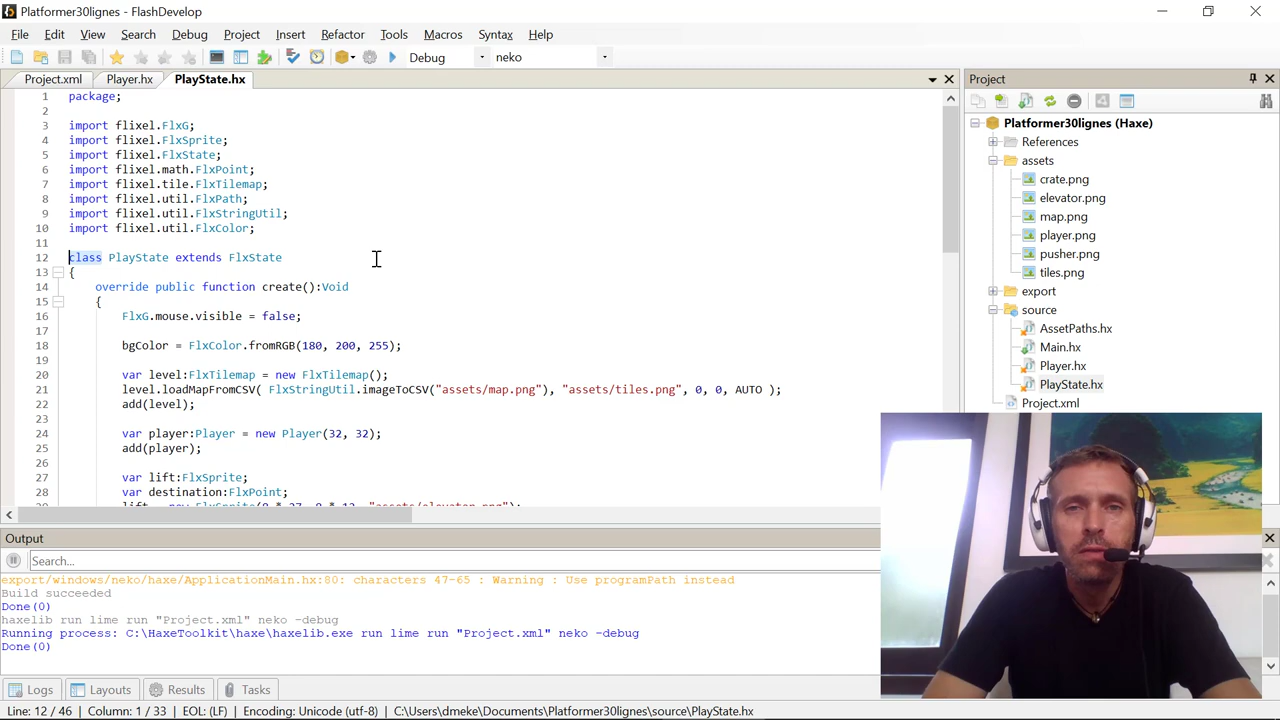 Platformer30lignes - FlashDevelop
File Edit View Search Debug Project Insert Refactor Tools Macros Syntax Help
Debug neko
Project.xml Player.hx PlayState.hx
1 package;
2
3 import flixel.FlxG;
4 import flixel.FlxSprite;
5 import flixel.FlxState;
6 import flixel.math.FlxPoint;
7 import flixel.tile.FlxTilemap;
8 import flixel.util.FlxPath;
9 import flixel.util.FlxStringUtil;
10 import flixel.util.FlxColor;
11
12 class PlayState extends FlxState
13 {
14 override public function create():Void
15 {
16 FlxG.mouse.visible = false;
17
18 bgColor = FlxColor.fromRGB(180, 200, 255);
19
20 var level:FlxTilemap = new FlxTilemap();
21 level.loadMapFromCSV( FlxStringUtil.imageToCSV("assets/map.png"), "assets/tiles.png", 0, 0, AUTO );
22 add(level);
23
24 var player:Player = new Player(32, 32);
25 add(player);
26
27 var lift:FlxSprite;
28 var destination:FlxPoint;
Project
Platformer30lignes (Haxe)
References
assets
crate.png
elevator.png
map.png
player.png
pusher.png
tiles.png
export
source
AssetPaths.hx
Main.hx
Player.hx
PlayState.hx
Project.xml
Output
Search...
export/windows/neko/haxe/ApplicationMain.hx:80: characters 47-65 : Warning : Use programPath instead
Build succeeded
Done(0)
haxelib run lime run "Project.xml" neko -debug
Running process: C:\HaxeToolkit\haxe\haxelib.exe run lime run "Project.xml" neko -debug
Done(0)
Logs Layouts Results Tasks
Line: 12 / 46 Column: 1 / 33 EOL: (LF) Encoding: Unicode (utf-8) C:\Users\dmeke\Documents\Platformer30lignes\source\PlayState.hx